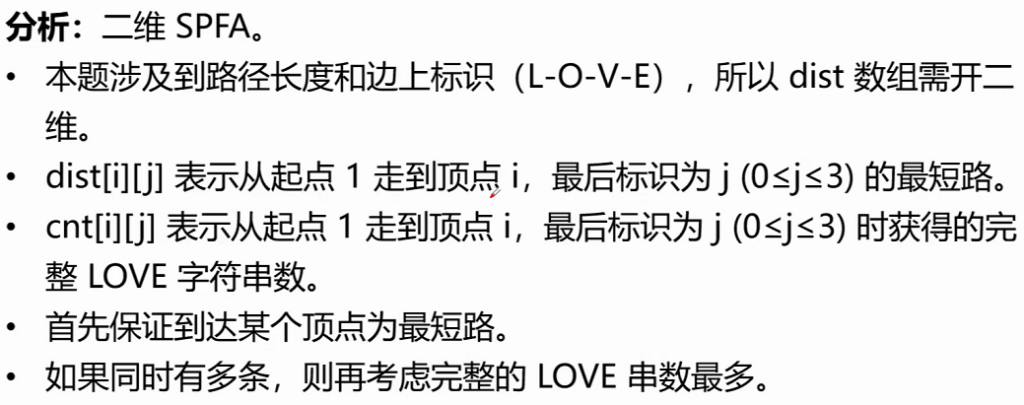 分析：二维 SPFA。
• 本题涉及到路径长度和边上标识（L-O-V-E），所以 dist 数组需开二
维。
• dist[i][j] 表示从起点 1 走到顶点 i，最后标识为 j (0≤j≤3) 的最短路。
• cnt[i][j] 表示从起点 1 走到顶点 i，最后标识为 j (0≤j≤3) 时获得的完
整 LOVE 字符串数。
• 首先保证到达某个顶点为最短路。
• 如果同时有多条，则再考虑完整的 LOVE 串数最多。